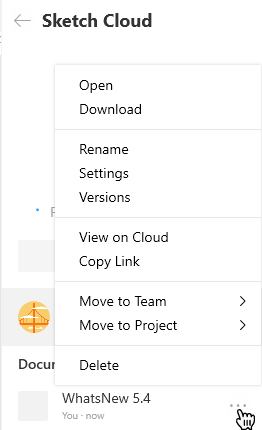 Sketch Cloud
Open
Download
Rename
Settings
Versions
View on Cloud
Copy Link
Move to Team
Move to Project
Delete
WhatsNew 5.4
You · now